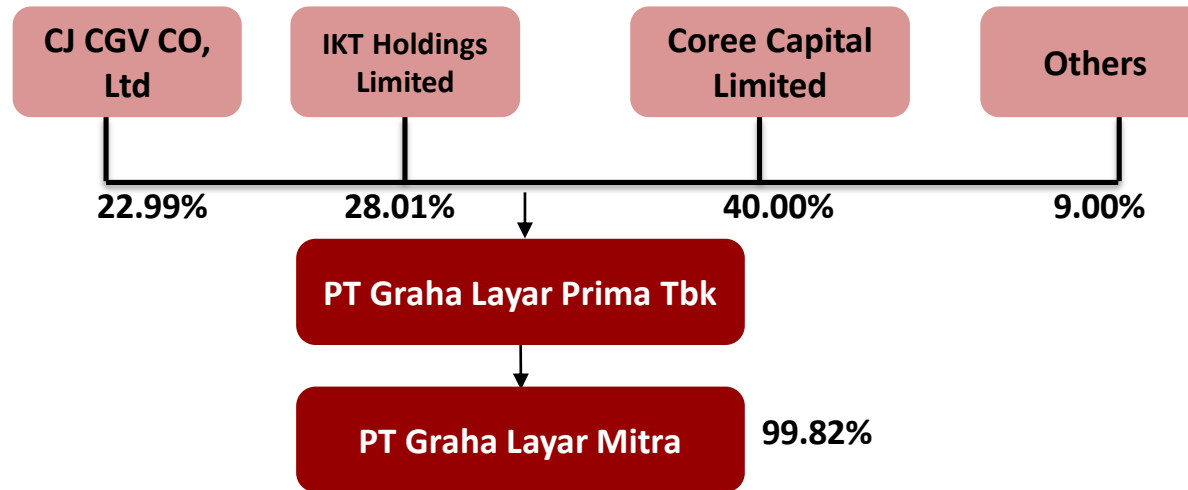 CJ CGV CO,
Ltd
IKT Holdings
Limited
Coree Capital
Limited
Others
22.99%
28.01%
40.00%
9.00%
PT Graha Layar Prima Tbk
PT Graha Layar Mitra
99.82%